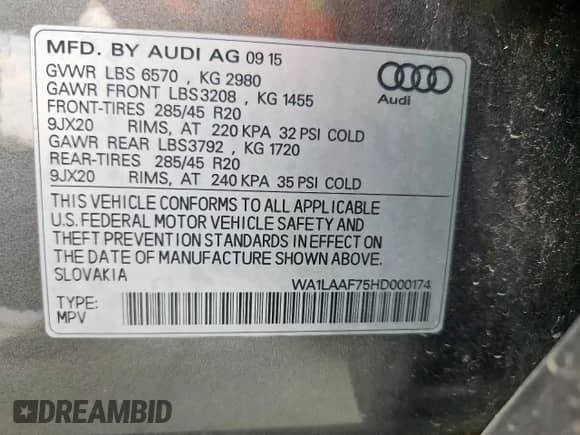 MFD. BY AUDI AG 09 15
GVWR LBS 6570 , KG 2980
GAWR FRONT LBS3208 , KG 1455
FRONT-TIRES 285/45 R20
9JX20 RIMS, AT 220 KPA 32 PSI COLD
GAWR REAR LBS3792 , KG 1720
REAR-TIRES 285/45 R20
9JX20 RIMS, AT 240 KPA 35 PSI COLD
Audi
THIS VEHICLE CONFORMS TO ALL APPLICABLE
U.S. FEDERAL MOTOR VEHICLE SAFETY AND
THEFT PREVENTION STANDARDS IN EFFECT ON
THE DATE OF MANUFACTURE SHOWN ABOVE.
SLOVAKIA WA1LAAF75HD000174
TYPE:
MPV
DREAMBID